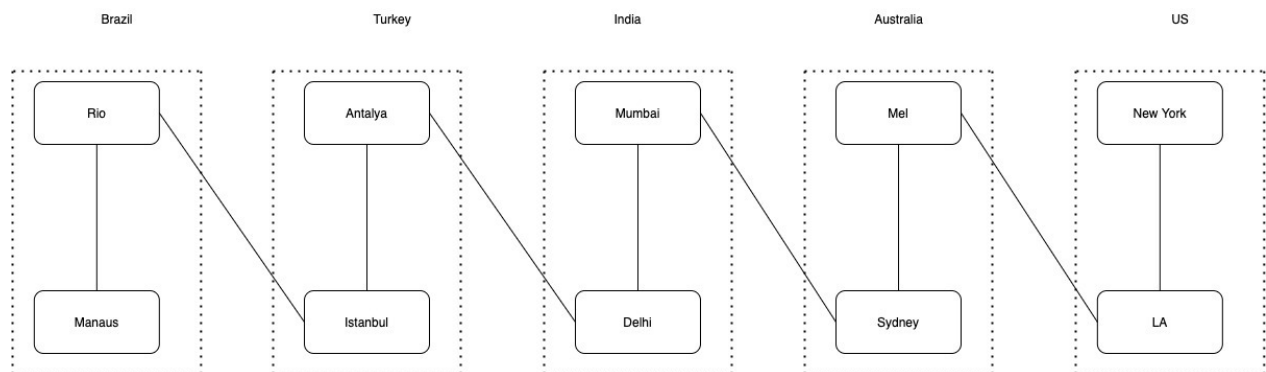 Brazil
Turkey
India
Australia
US
Rio
Antalya
Mumbai
Mel
New York
Manaus
Istanbul
Delhi
Sydney
LA